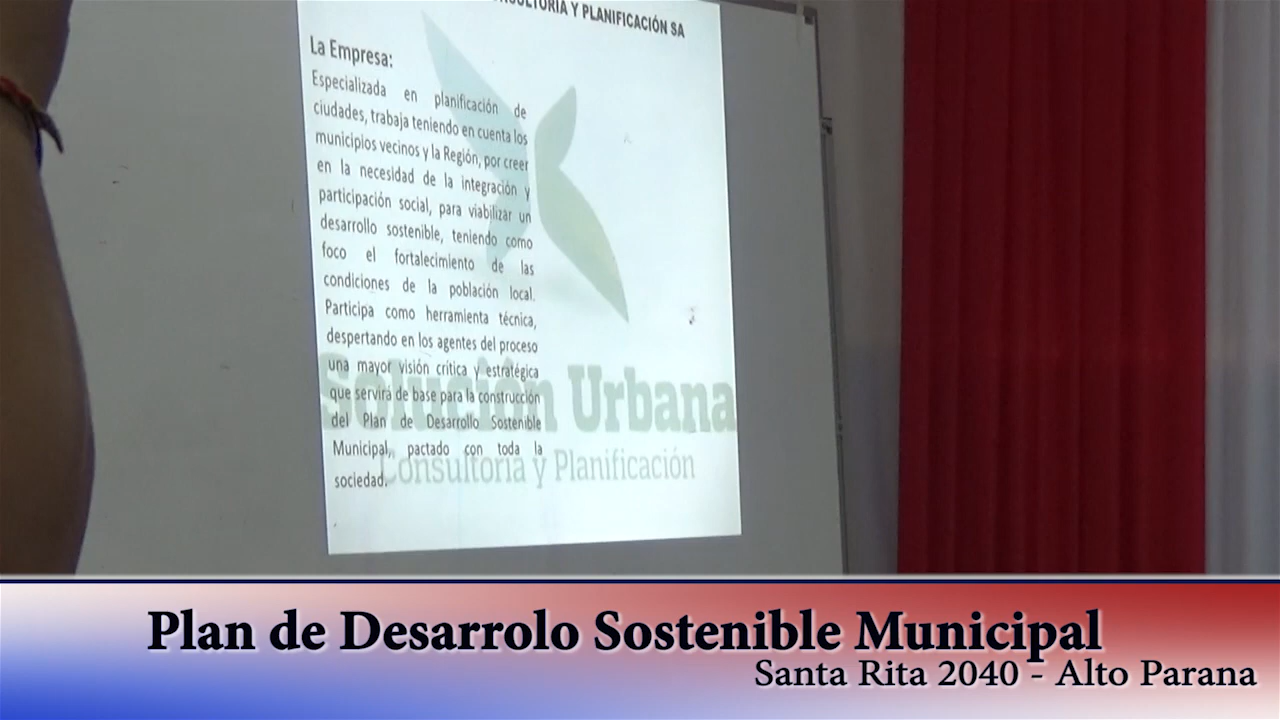 Y PLANIFICACIÓN SA
La Empresa:
Especializada en planificación de
ciudades, trabaja teniendo en cuenta los
municipios vecinos y la Región, por creer
en la necesidad de la integración y
participación social, para viabilizar un
desarrollo sostenible, teniendo como
foco el fortalecimiento de las
condiciones de la población local.
Participa como herramienta técnica,
despertando en los agentes del proceso
una mayor visión crítica y estratégica
que servirá de base para la construcción
del Plan de Desarrollo Sostenible
Municipal, pactado con toda la
sociedad.
Solución Urbana
Consultoría y Planificación
Plan de Desarrolo Sostenible Municipal
Santa Rita 2040 - Alto Parana